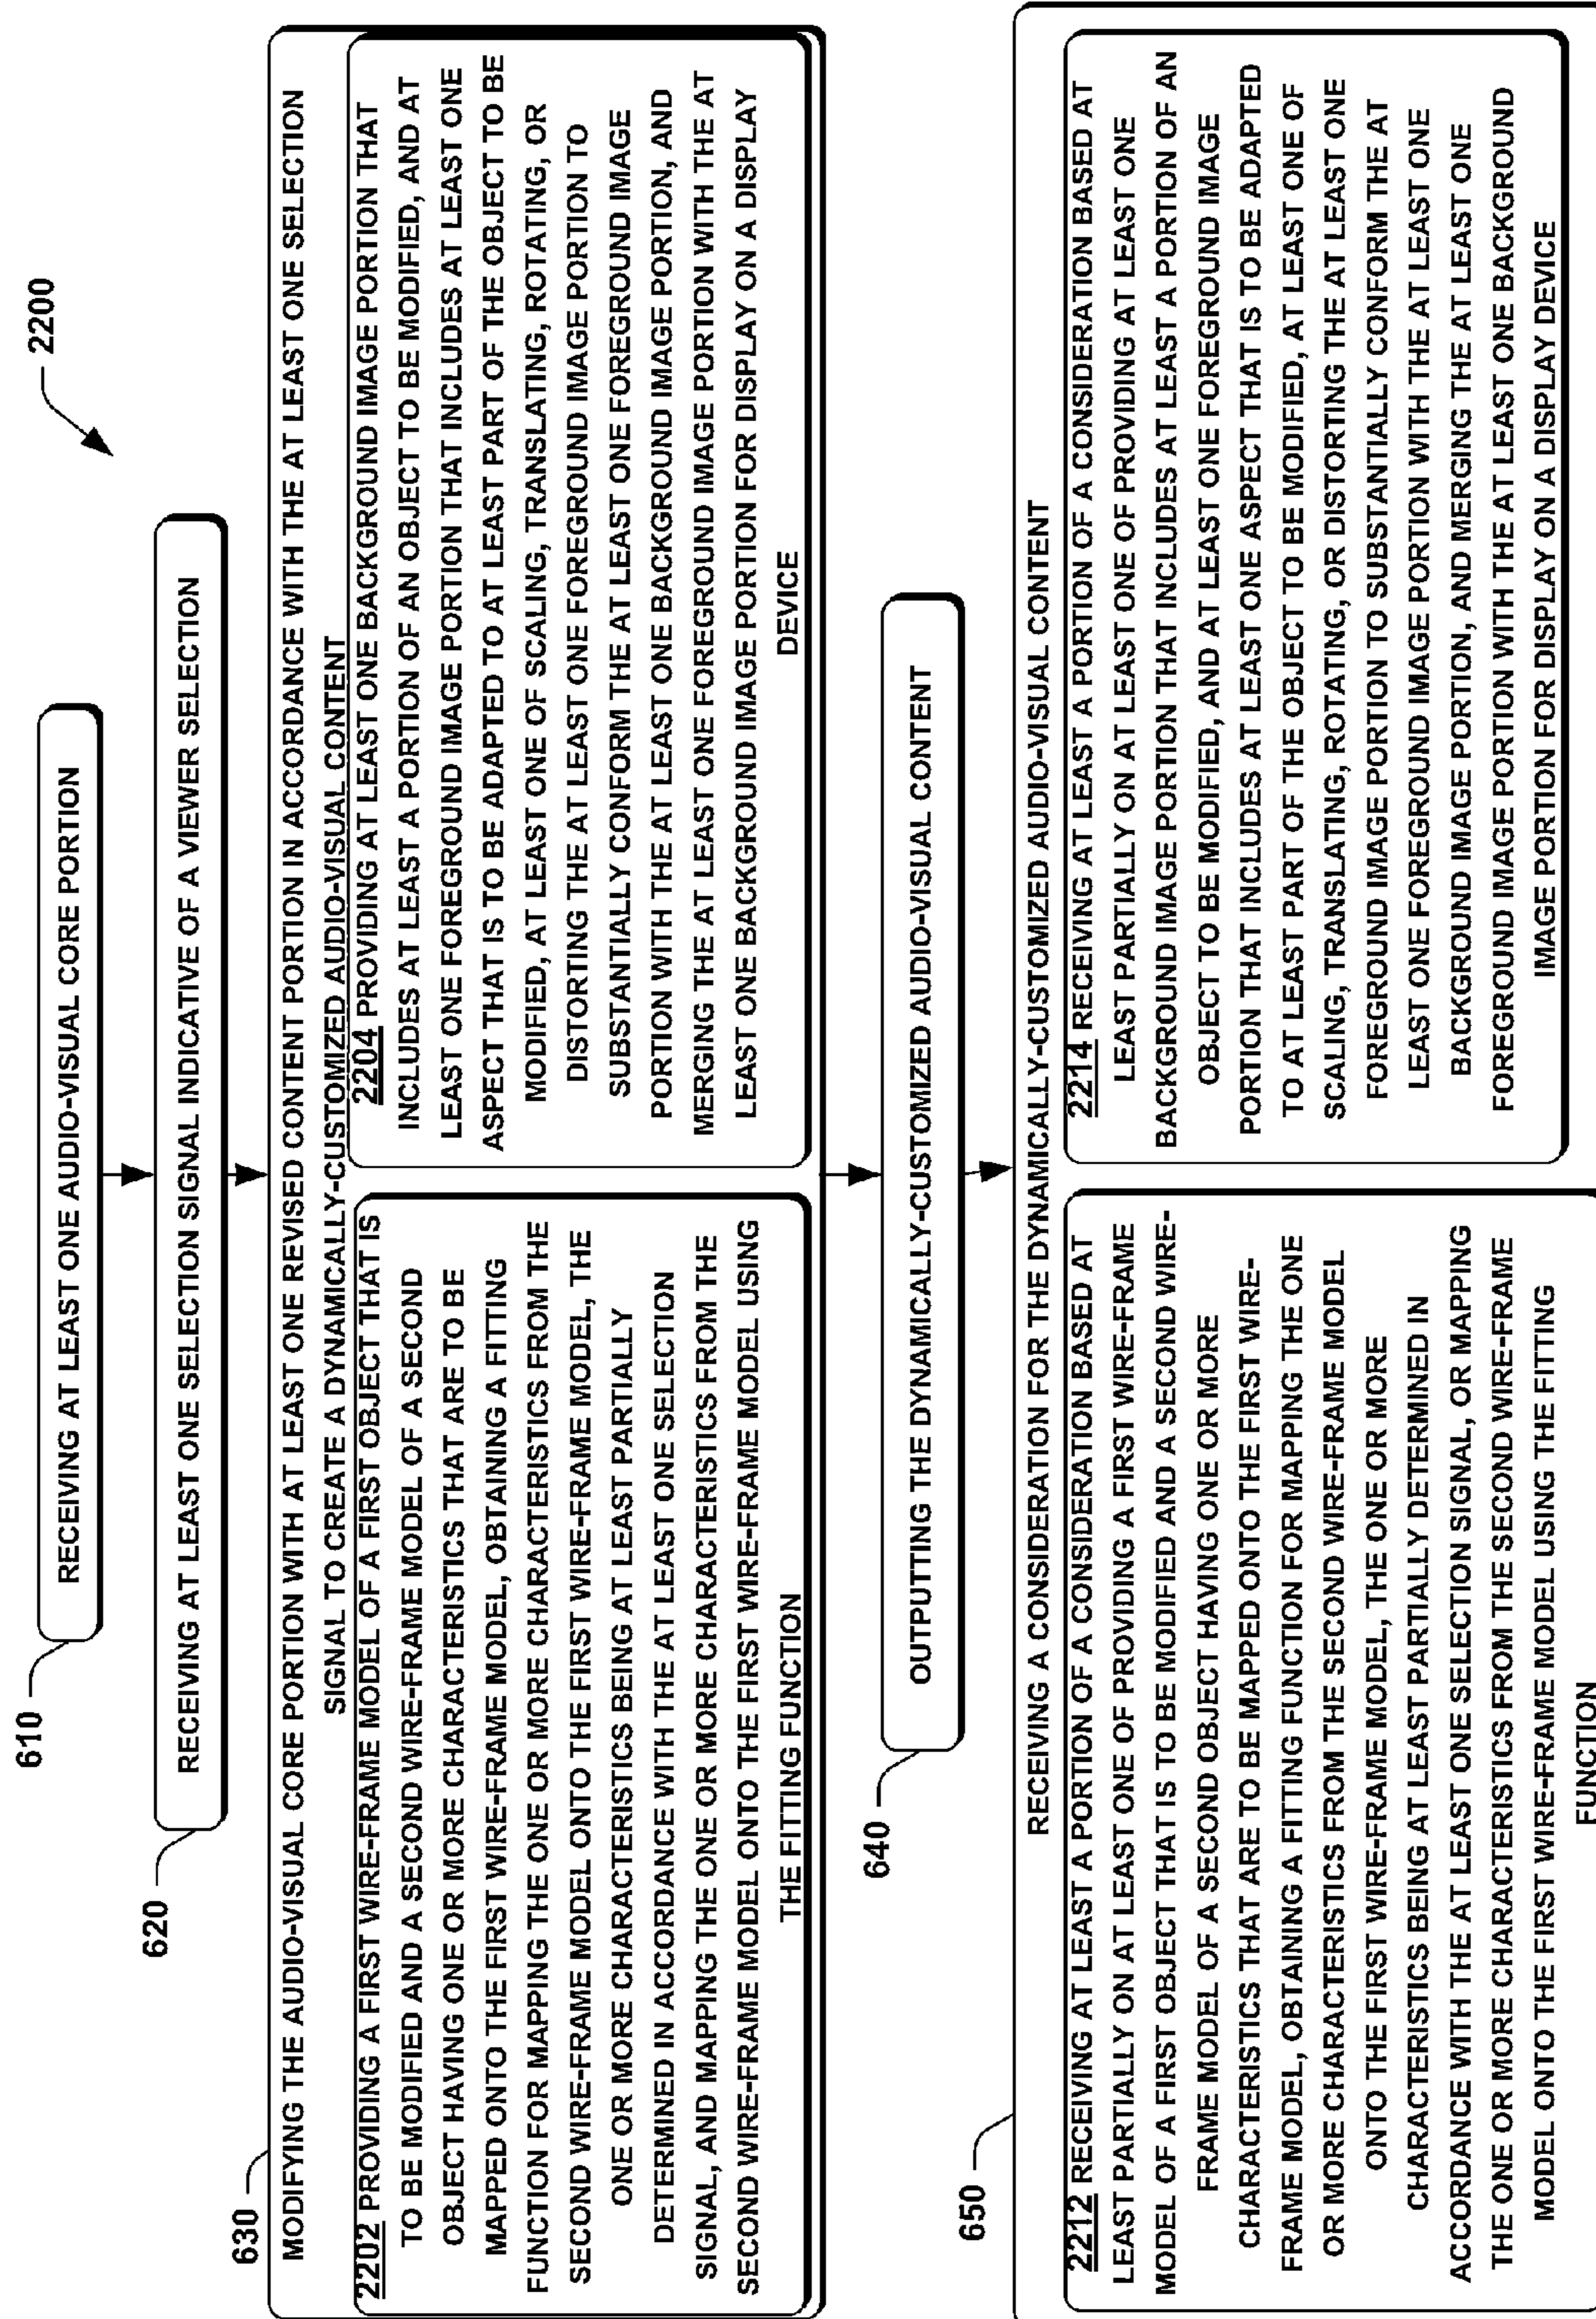 2200
610
RECEIVING AT LEAST ONE AUDIO-VISUAL CORE PORTION
620
RECEIVING AT LEAST ONE SELECTION SIGNAL INDICATIVE OF A VIEWER SELECTION
630
MODIFYING THE AUDIO-VISUAL CORE PORTION WITH AT LEAST ONE REVISED CONTENT PORTION IN ACCORDANCE WITH THE AT LEAST ONE SELECTION
SIGNAL TO CREATE A DYNAMICALLY-CUSTOMIZED AUDIO-VISUAL CONTENT
2202 PROVIDING A FIRST WIRE-FRAME MODEL OF A FIRST OBJECT THAT IS
TO BE MODIFIED AND A SECOND WIRE-FRAME MODEL OF A SECOND
OBJECT HAVING ONE OR MORE CHARACTERISTICS THAT ARE TO BE
MAPPED ONTO THE FIRST WIRE-FRAME MODEL, OBTAINING A FITTING
FUNCTION FOR MAPPING THE ONE OR MORE CHARACTERISTICS FROM THE
SECOND WIRE-FRAME MODEL ONTO THE FIRST WIRE-FRAME MODEL, THE
ONE OR MORE CHARACTERISTICS BEING AT LEAST PARTIALLY
DETERMINED IN ACCORDANCE WITH THE AT LEAST ONE SELECTION
SIGNAL, AND MAPPING THE ONE OR MORE CHARACTERISTICS FROM THE
SECOND WIRE-FRAME MODEL ONTO THE FIRST WIRE-FRAME MODEL USING
THE FITTING FUNCTION
2204 PROVIDING AT LEAST ONE BACKGROUND IMAGE PORTION THAT
INCLUDES AT LEAST A PORTION OF AN OBJECT TO BE MODIFIED, AND AT
LEAST ONE FOREGROUND IMAGE PORTION THAT INCLUDES AT LEAST ONE
ASPECT THAT IS TO BE ADAPTED TO AT LEAST PART OF THE OBJECT TO BE
MODIFIED, AT LEAST ONE OF SCALING, TRANSLATING, ROTATING, OR
DISTORTING THE AT LEAST ONE FOREGROUND IMAGE PORTION TO
SUBSTANTIALLY CONFORM THE AT LEAST ONE FOREGROUND IMAGE
PORTION WITH THE AT LEAST ONE BACKGROUND IMAGE PORTION, AND
MERGING THE AT LEAST ONE FOREGROUND IMAGE PORTION WITH THE AT
LEAST ONE BACKGROUND IMAGE PORTION FOR DISPLAY ON A DISPLAY
DEVICE
640
OUTPUTTING THE DYNAMICALLY-CUSTOMIZED AUDIO-VISUAL CONTENT
650
RECEIVING A CONSIDERATION FOR THE DYNAMICALLY-CUSTOMIZED AUDIO-VISUAL CONTENT
2212 RECEIVING AT LEAST A PORTION OF A CONSIDERATION BASED AT
LEAST PARTIALLY ON AT LEAST ONE OF PROVIDING A FIRST WIRE-FRAME
MODEL OF A FIRST OBJECT THAT IS TO BE MODIFIED AND A SECOND WIRE-
FRAME MODEL OF A SECOND OBJECT HAVING ONE OR MORE
CHARACTERISTICS THAT ARE TO BE MAPPED ONTO THE FIRST WIRE-
FRAME MODEL, OBTAINING A FITTING FUNCTION FOR MAPPING THE ONE
OR MORE CHARACTERISTICS FROM THE SECOND WIRE-FRAME MODEL
ONTO THE FIRST WIRE-FRAME MODEL, THE ONE OR MORE
CHARACTERISTICS BEING AT LEAST PARTIALLY DETERMINED IN
ACCORDANCE WITH THE AT LEAST ONE SELECTION SIGNAL, OR MAPPING
THE ONE OR MORE CHARACTERISTICS FROM THE SECOND WIRE-FRAME
MODEL ONTO THE FIRST WIRE-FRAME MODEL USING THE FITTING
FUNCTION
2214 RECEIVING AT LEAST A PORTION OF A CONSIDERATION BASED AT
LEAST PARTIALLY ON AT LEAST ONE OF PROVIDING AT LEAST ONE
BACKGROUND IMAGE PORTION THAT INCLUDES AT LEAST A PORTION OF AN
OBJECT TO BE MODIFIED, AND AT LEAST ONE FOREGROUND IMAGE
PORTION THAT INCLUDES AT LEAST ONE ASPECT THAT IS TO BE ADAPTED
TO AT LEAST PART OF THE OBJECT TO BE MODIFIED, AT LEAST ONE OF
SCALING, TRANSLATING, ROTATING, OR DISTORTING THE AT LEAST ONE
FOREGROUND IMAGE PORTION TO SUBSTANTIALLY CONFORM THE AT
LEAST ONE FOREGROUND IMAGE PORTION WITH THE AT LEAST ONE
BACKGROUND IMAGE PORTION, AND MERGING THE AT LEAST ONE
FOREGROUND IMAGE PORTION WITH THE AT LEAST ONE BACKGROUND
IMAGE PORTION FOR DISPLAY ON A DISPLAY DEVICE